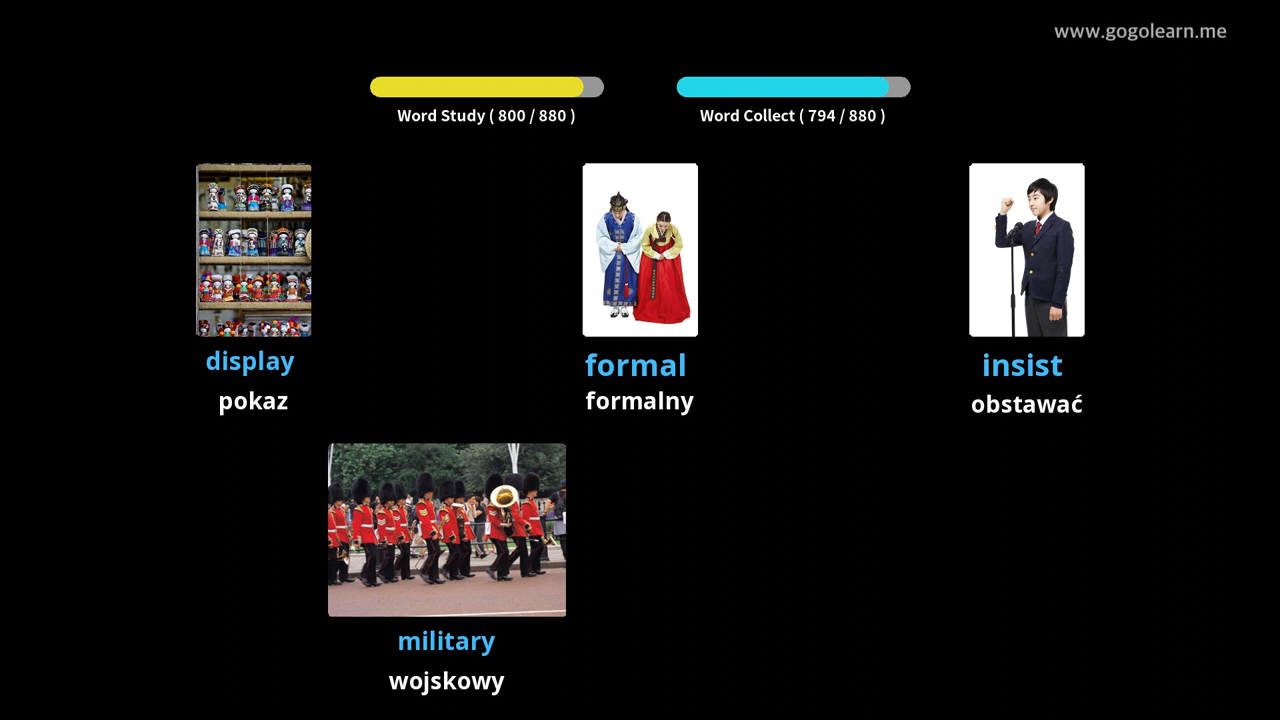 www.gogolearn.me
Word Study ( 800 / 880 )
Word Collect ( 794 / 880 )
display
pokaz
formal
formalny
insist
obstawać
military
wojskowy